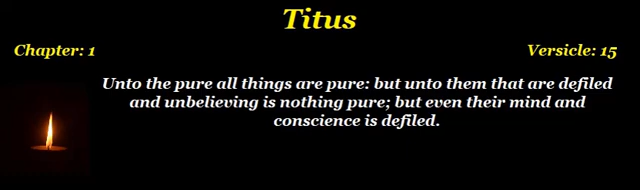 Titus
Chapter: 1
Versicle: 15
Unto the pure all things are pure: but unto them that are defiled
and unbelieving is nothing pure; but even their mind and
conscience is defiled.